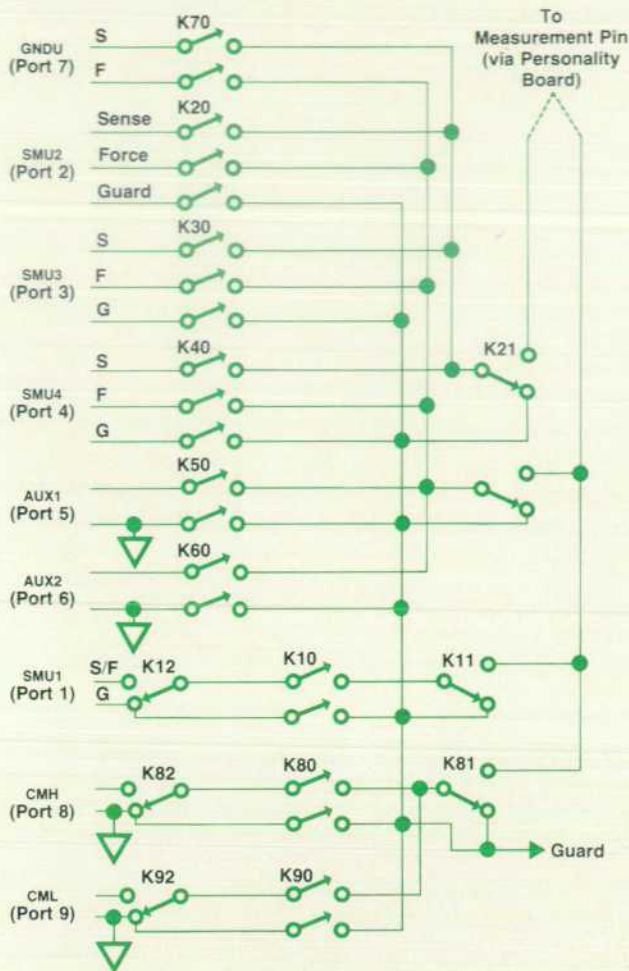 To
Measurement Pin
(via Personality
Board)
GNDU
(Port 7)
S
K70
F
SMU2
(Port 2)
Sense
K20
Force
Guard
SMU3
(Port 3)
S
K30
F
G
SMU4
(Port 4)
S
K40
K21
F
G
AUX1
(Port 5)
K50
AUX2
(Port 6)
K60
SMU1
(Port 1)
S/F
K12
K10
K11
G
CMH
(Port 8)
K82
K80
K81
Guard
CML
(Port 9)
K92
K90